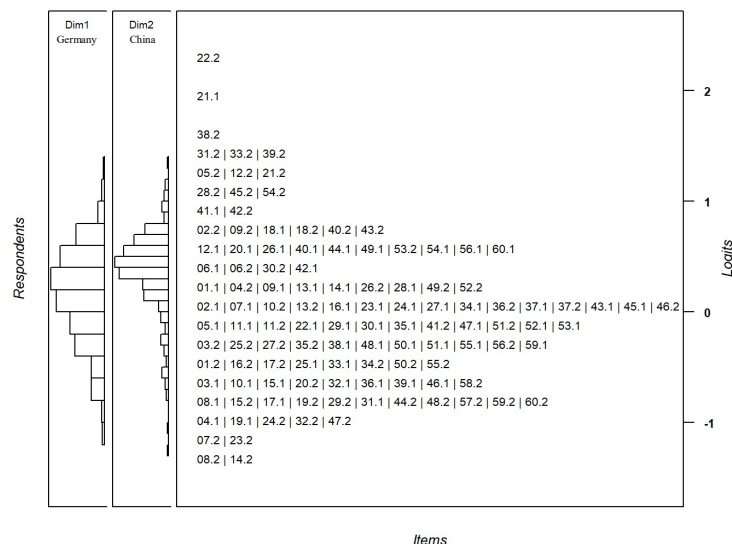 Dim1
Germany
Dim2
China
22.2
21.1
38.2
31.2 | 33.2 | 39.2
05.2 | 12.2 | 21.2
28.2 | 45.2 | 54.2
41.1 | 42.2
02.2 | 09.2 | 18.1 | 18.2 | 40.2 | 43.2
12.1 | 20.1 | 26.1 | 40.1 | 44.1 | 49.1 | 53.2 | 54.1 | 56.1 | 60.1
06.1 | 06.2 | 30.2 | 42.1
01.1 | 04.2 | 09.1 | 13.1 | 14.1 | 26.2 | 28.1 | 49.2 | 52.2
02.1 | 07.1 | 10.2 | 13.2 | 16.1 | 23.1 | 24.1 | 27.1 | 34.1 | 36.2 | 37.1 | 37.2 | 43.1 | 45.1 | 46.2
05.1 | 11.1 | 11.2 | 22.1 | 29.1 | 30.1 | 35.1 | 41.2 | 47.1 | 51.2 | 52.1 | 53.1
03.2 | 25.2 | 27.2 | 35.2 | 38.1 | 48.1 | 50.1 | 51.1 | 55.1 | 56.2 | 59.1
01.2 | 16.2 | 17.2 | 25.1 | 33.1 | 34.2 | 50.2 | 55.2
03.1 | 10.1 | 15.1 | 20.2 | 32.1 | 36.1 | 39.1 | 46.1 | 58.2
08.1 | 15.2 | 17.1 | 19.2 | 29.2 | 31.1 | 44.2 | 48.2 | 57.2 | 59.2 | 60.2
04.1 | 19.1 | 24.2 | 32.2 | 47.2
07.2 | 23.2
08.2 | 14.2
2
1
0
-1
Respondents
Logits
Items